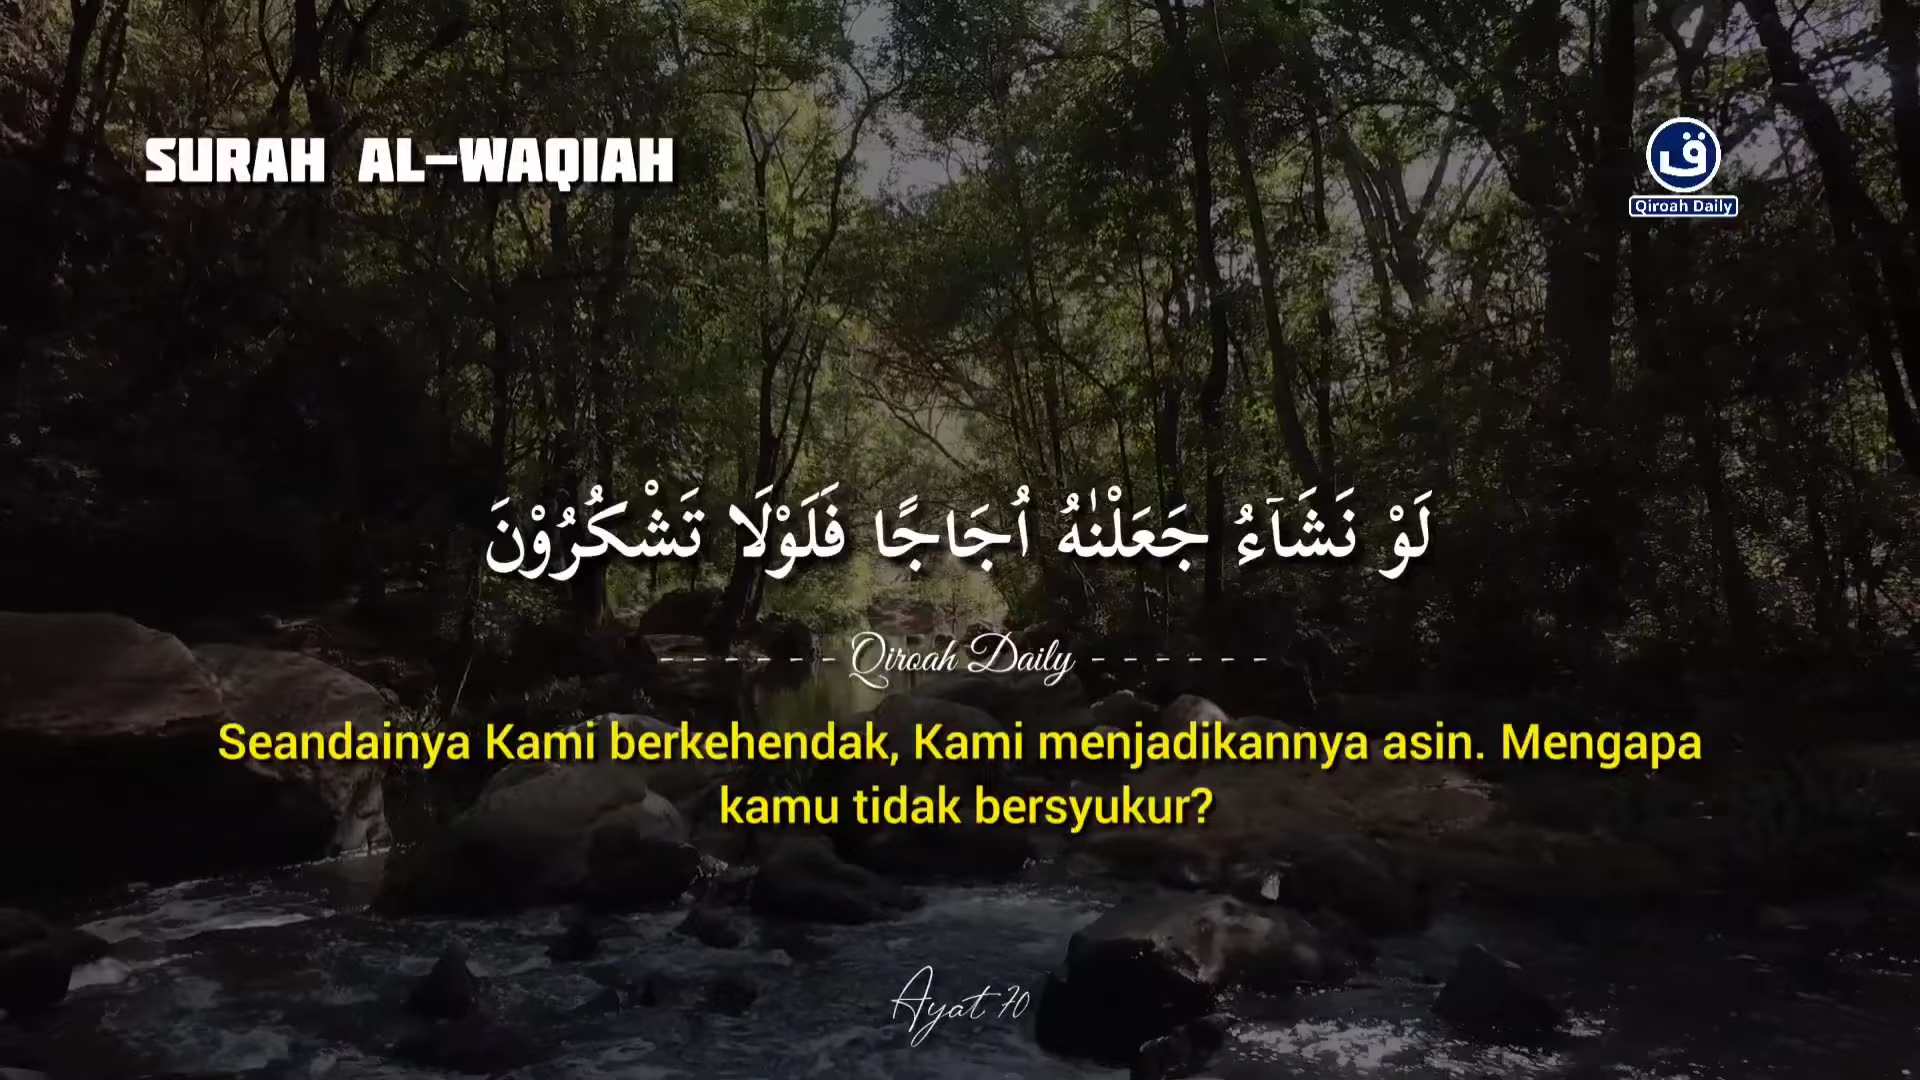 SURAH AL-WAQIAH
ق
Qiroah Daily
لَوْ نَشَاۤءُ جَعَلْنٰهُ اُجَاجًا فَلَوْلَا تَشْكُرُوْنَ
------ Qiroah Daily ------
Seandainya Kami berkehendak, Kami menjadikannya asin. Mengapa
kamu tidak bersyukur?
Ayat 70